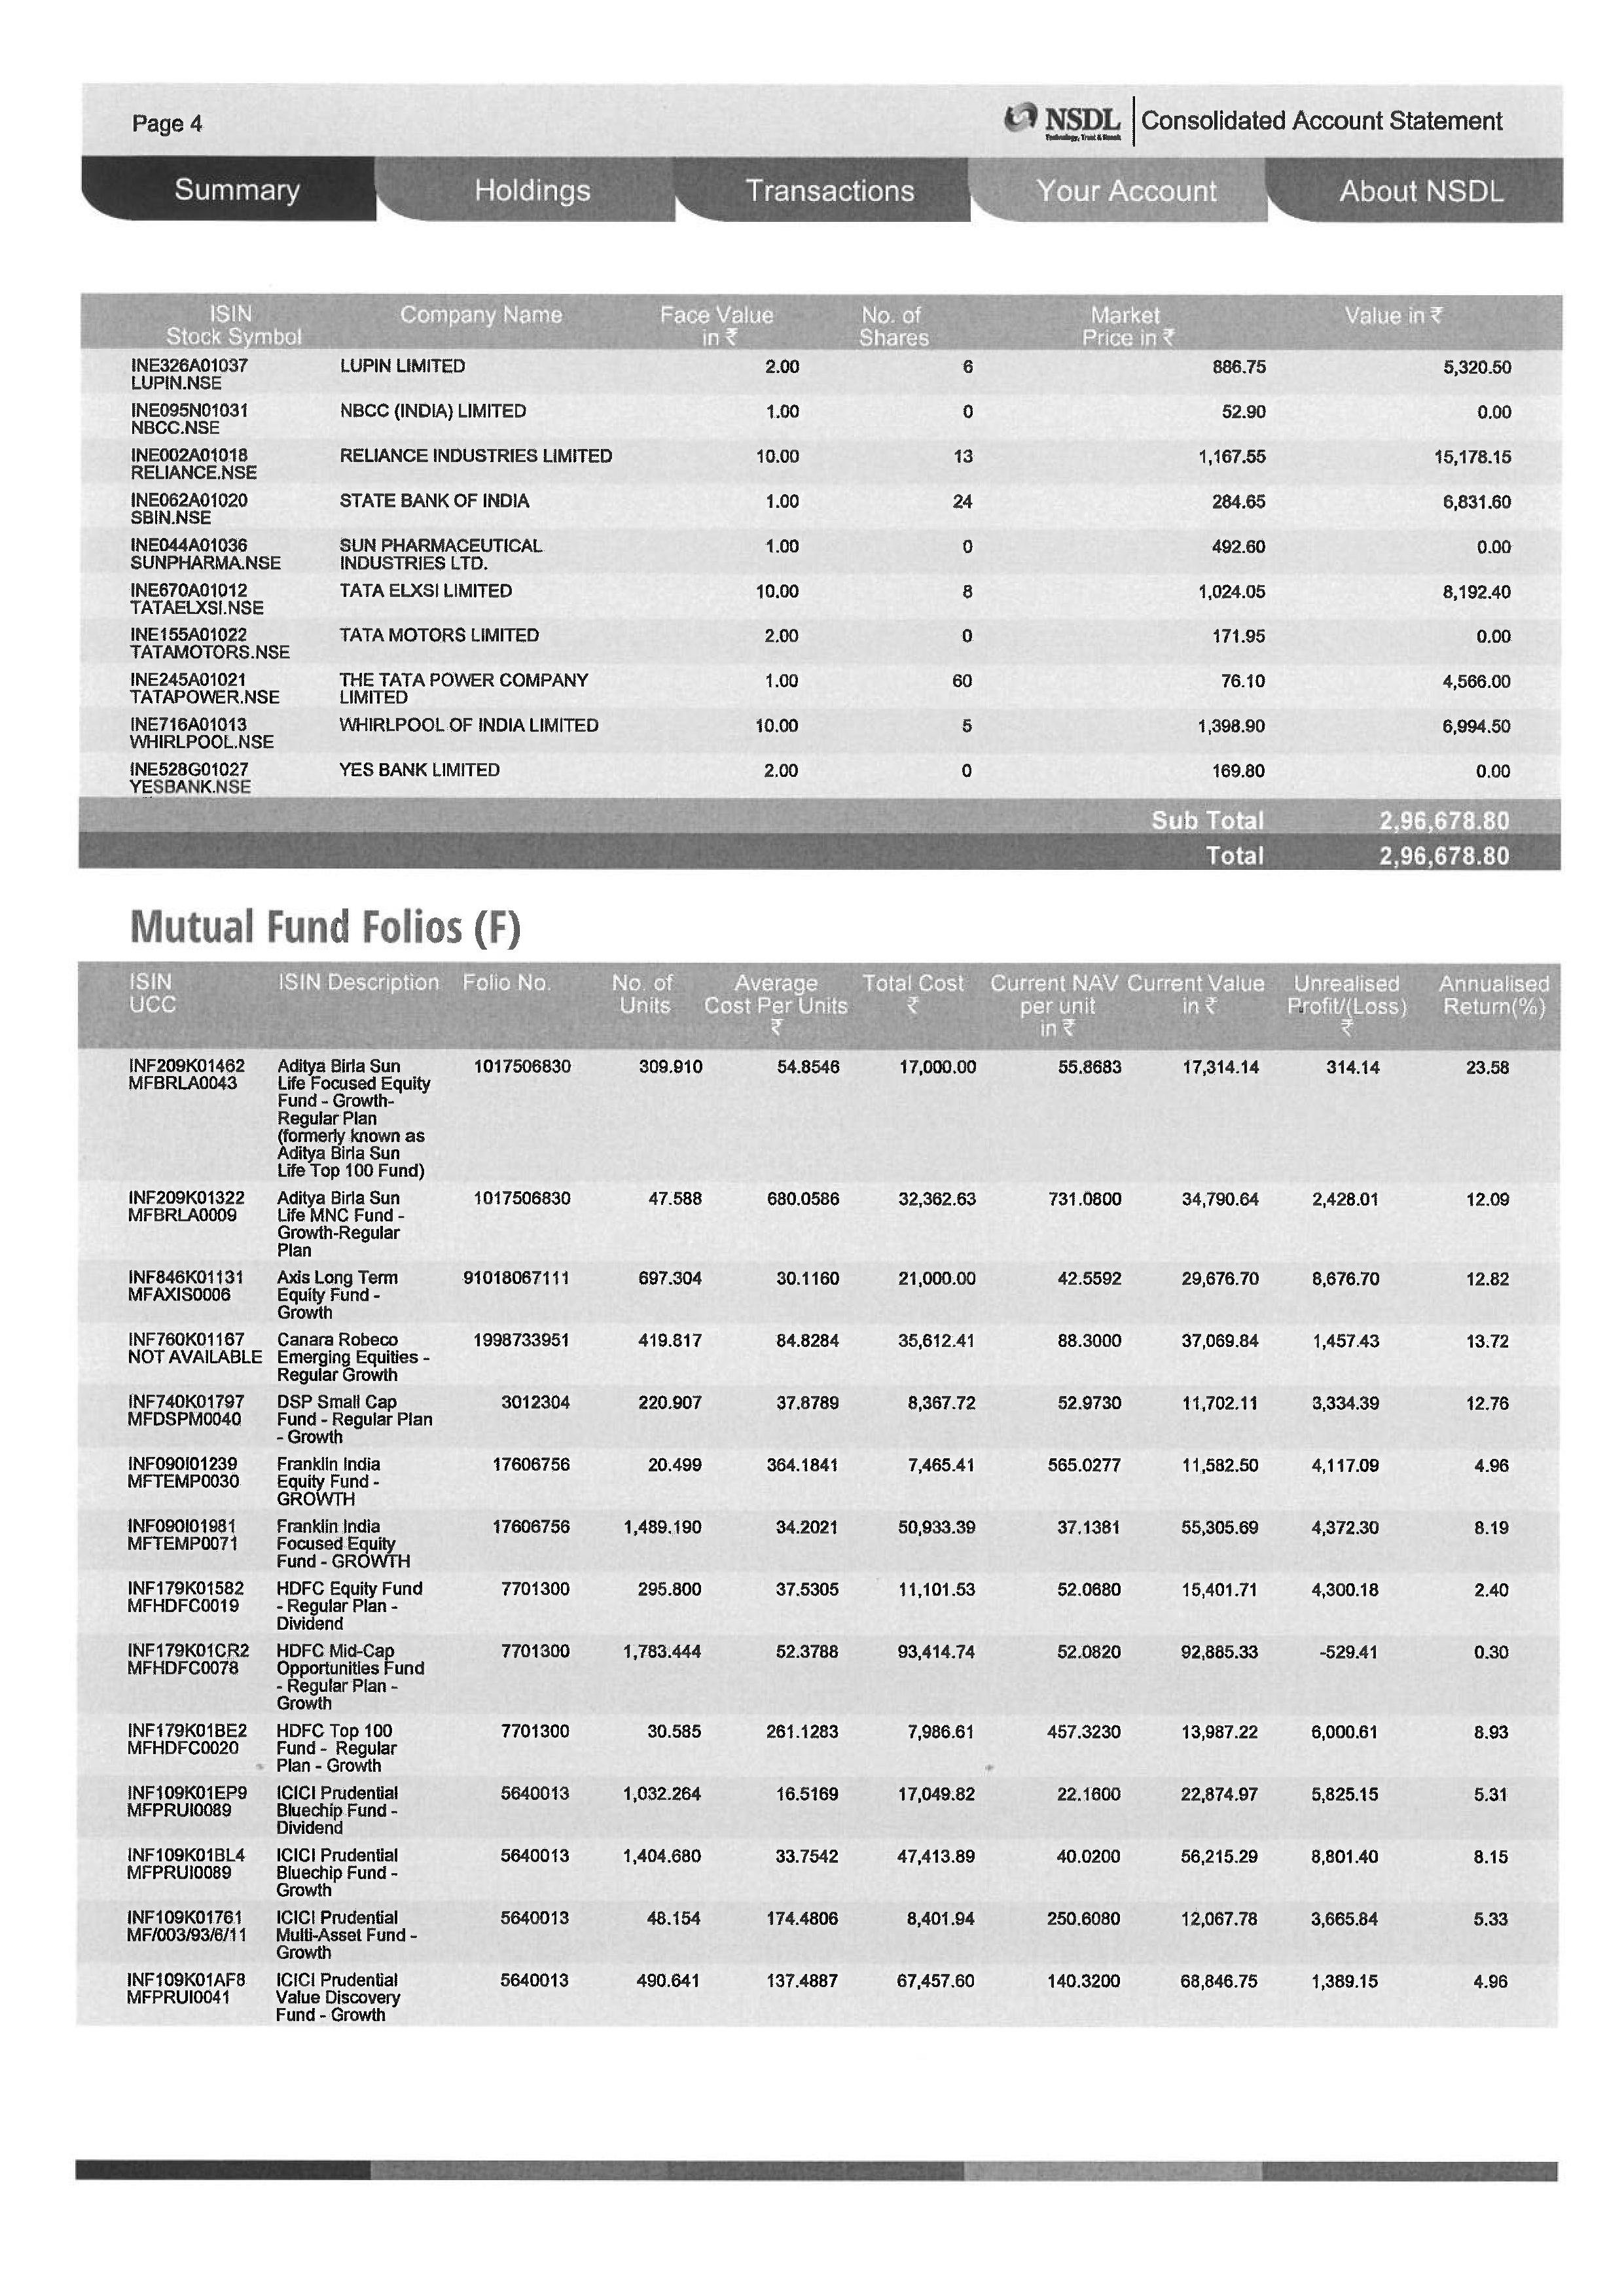 Page 4
NSDL
Technology, Trust & Reach
Consolidated Account Statement
Summary Holdings Transactions Your Account About NSDL
ISIN Company Name Face Value No. of Market Value in ₹
Stock Symbol in ₹ Shares Price in ₹
INE326A01037 LUPIN LIMITED 2.00 6 886.75 5,320.50
LUPIN.NSE
INE095N01031 NBCC (INDIA) LIMITED 1.00 0 52.90 0.00
NBCC.NSE
INE002A01018 RELIANCE INDUSTRIES LIMITED 10.00 13 1,167.55 15,178.15
RELIANCE.NSE
INE062A01020 STATE BANK OF INDIA 1.00 24 284.65 6,831.60
SBIN.NSE
INE044A01036 SUN PHARMACEUTICAL 1.00 0 492.60 0.00
SUNPHARMA.NSE INDUSTRIES LTD.
INE670A01012 TATA ELXSI LIMITED 10.00 8 1,024.05 8,192.40
TATAELXSI.NSE
INE155A01022 TATA MOTORS LIMITED 2.00 0 171.95 0.00
TATAMOTORS.NSE
INE245A01021 THE TATA POWER COMPANY 1.00 60 76.10 4,566.00
TATAPOWER.NSE LIMITED
INE716A01013 WHIRLPOOL OF INDIA LIMITED 10.00 5 1,398.90 6,994.50
WHIRLPOOL.NSE
INE528G01027 YES BANK LIMITED 2.00 0 169.80 0.00
YESBANK.NSE
Sub Total 2,96,678.80
Total 2,96,678.80
Mutual Fund Folios (F)
ISIN ISIN Description Folio No. No. of Average Total Cost Current NAV Current Value Unrealised Annualised
UCC Units Cost Per Units ₹ per unit in ₹ Profit/(Loss) Return(%)
₹ in ₹ ₹
INF209K01462 Aditya Birla Sun 1017506830 309.910 54.8546 17,000.00 55.8683 17,314.14 314.14 23.58
MFBRLA0043 Life Focused Equity
Fund - Growth-
Regular Plan
(formerly known as
Aditya Birla Sun
Life Top 100 Fund)
INF209K01322 Aditya Birla Sun 1017506830 47.588 680.0586 32,362.63 731.0800 34,790.64 2,428.01 12.09
MFBRLA0009 Life MNC Fund -
Growth-Regular
Plan
INF846K01131 Axis Long Term 91018067111 697.304 30.1160 21,000.00 42.5592 29,676.70 8,676.70 12.82
MFAXIS0006 Equity Fund -
Growth
INF760K01167 Canara Robeco 1998733951 419.817 84.8284 35,612.41 88.3000 37,069.84 1,457.43 13.72
NOT AVAILABLE Emerging Equities -
Regular Growth
INF740K01797 DSP Small Cap 3012304 220.907 37.8789 8,367.72 52.9730 11,702.11 3,334.39 12.76
MFDSPM0040 Fund - Regular Plan
- Growth
INF090I01239 Franklin India 17606756 20.499 364.1841 7,465.41 565.0277 11,582.50 4,117.09 4.96
MFTEMP0030 Equity Fund -
GROWTH
INF090I01981 Franklin India 17606756 1,489.190 34.2021 50,933.39 37.1381 55,305.69 4,372.30 8.19
MFTEMP0071 Focused Equity
Fund - GROWTH
INF179K01582 HDFC Equity Fund 7701300 295.800 37.5305 11,101.53 52.0680 15,401.71 4,300.18 2.40
MFHDFC0019 - Regular Plan -
Dividend
INF179K01CR2 HDFC Mid-Cap 7701300 1,783.444 52.3788 93,414.74 52.0820 92,885.33 -529.41 0.30
MFHDFC0078 Opportunities Fund
- Regular Plan -
Growth
INF179K01BE2 HDFC Top 100 7701300 30.585 261.1283 7,986.61 457.3230 13,987.22 6,000.61 8.93
MFHDFC0020 Fund - Regular
Plan - Growth
INF109K01EP9 ICICI Prudential 5640013 1,032.264 16.5169 17,049.82 22.1600 22,874.97 5,825.15 5.31
MFPRUI0089 Bluechip Fund -
Dividend
INF109K01BL4 ICICI Prudential 5640013 1,404.680 33.7542 47,413.89 40.0200 56,215.29 8,801.40 8.15
MFPRUI0089 Bluechip Fund -
Growth
INF109K01761 ICICI Prudential 5640013 48.154 174.4806 8,401.94 250.6080 12,067.78 3,665.84 5.33
MF/003/93/6/11 Multi-Asset Fund -
Growth
INF109K01AF8 ICICI Prudential 5640013 490.641 137.4887 67,457.60 140.3200 68,846.75 1,389.15 4.96
MFPRUI0041 Value Discovery
Fund - Growth